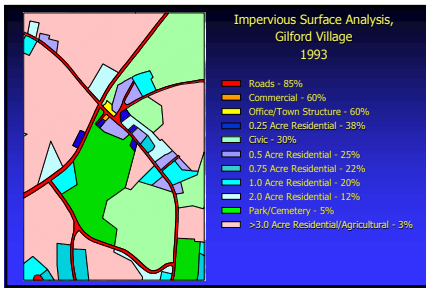 Impervious Surface Analysis,
Gilford Village
1993
Roads - 85%
Commercial - 60%
Office/Town Structure - 60%
0.25 Acre Residential - 38%
Civic - 30%
0.5 Acre Residential - 25%
0.75 Acre Residential - 22%
1.0 Acre Residential - 20%
2.0 Acre Residential - 12%
Park/Cemetery - 5%
>3.0 Acre Residential/Agricultural - 3%